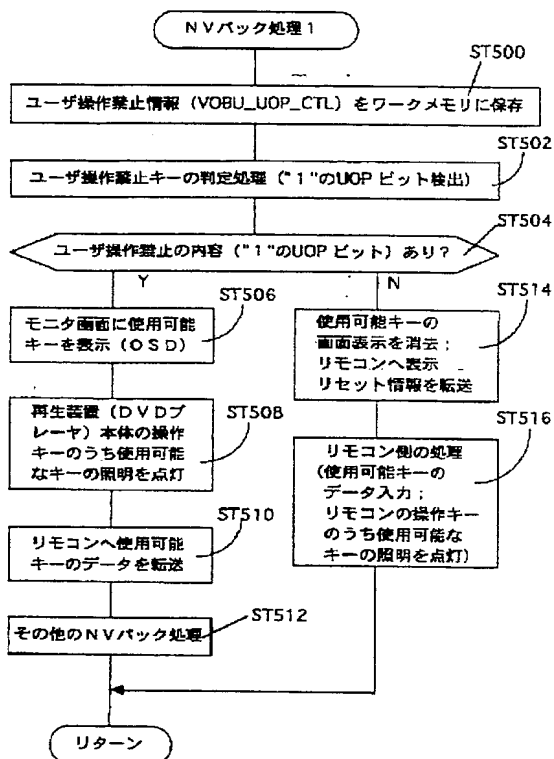 NVパック処理1
ST500
ユーザ操作禁止情報（VOBU_UOP_CTL）をワークメモリに保存
ST502
ユーザ操作禁止キーの判定処理（"1"のUOP ビット検出）
ST504
ユーザ操作禁止の内容（"1"のUOP ビット）あり？
Y
N
ST506
モニタ画面に使用可能
キーを表示（OSD）
ST508
再生装置（DVDプ
レーヤ）本体の操作
キーのうち使用可能
なキーの照明を点灯
ST510
リモコンへ使用可能
キーのデータを転送
ST512
その他のNVパック処理
ST514
使用可能キーの
画面表示を消去；
リモコンへ表示
リセット情報を転送
ST516
リモコン側の処理
（使用可能キーの
データ入力；
リモコンの操作キー
のうち使用可能な
キーの照明を点灯）
リターン